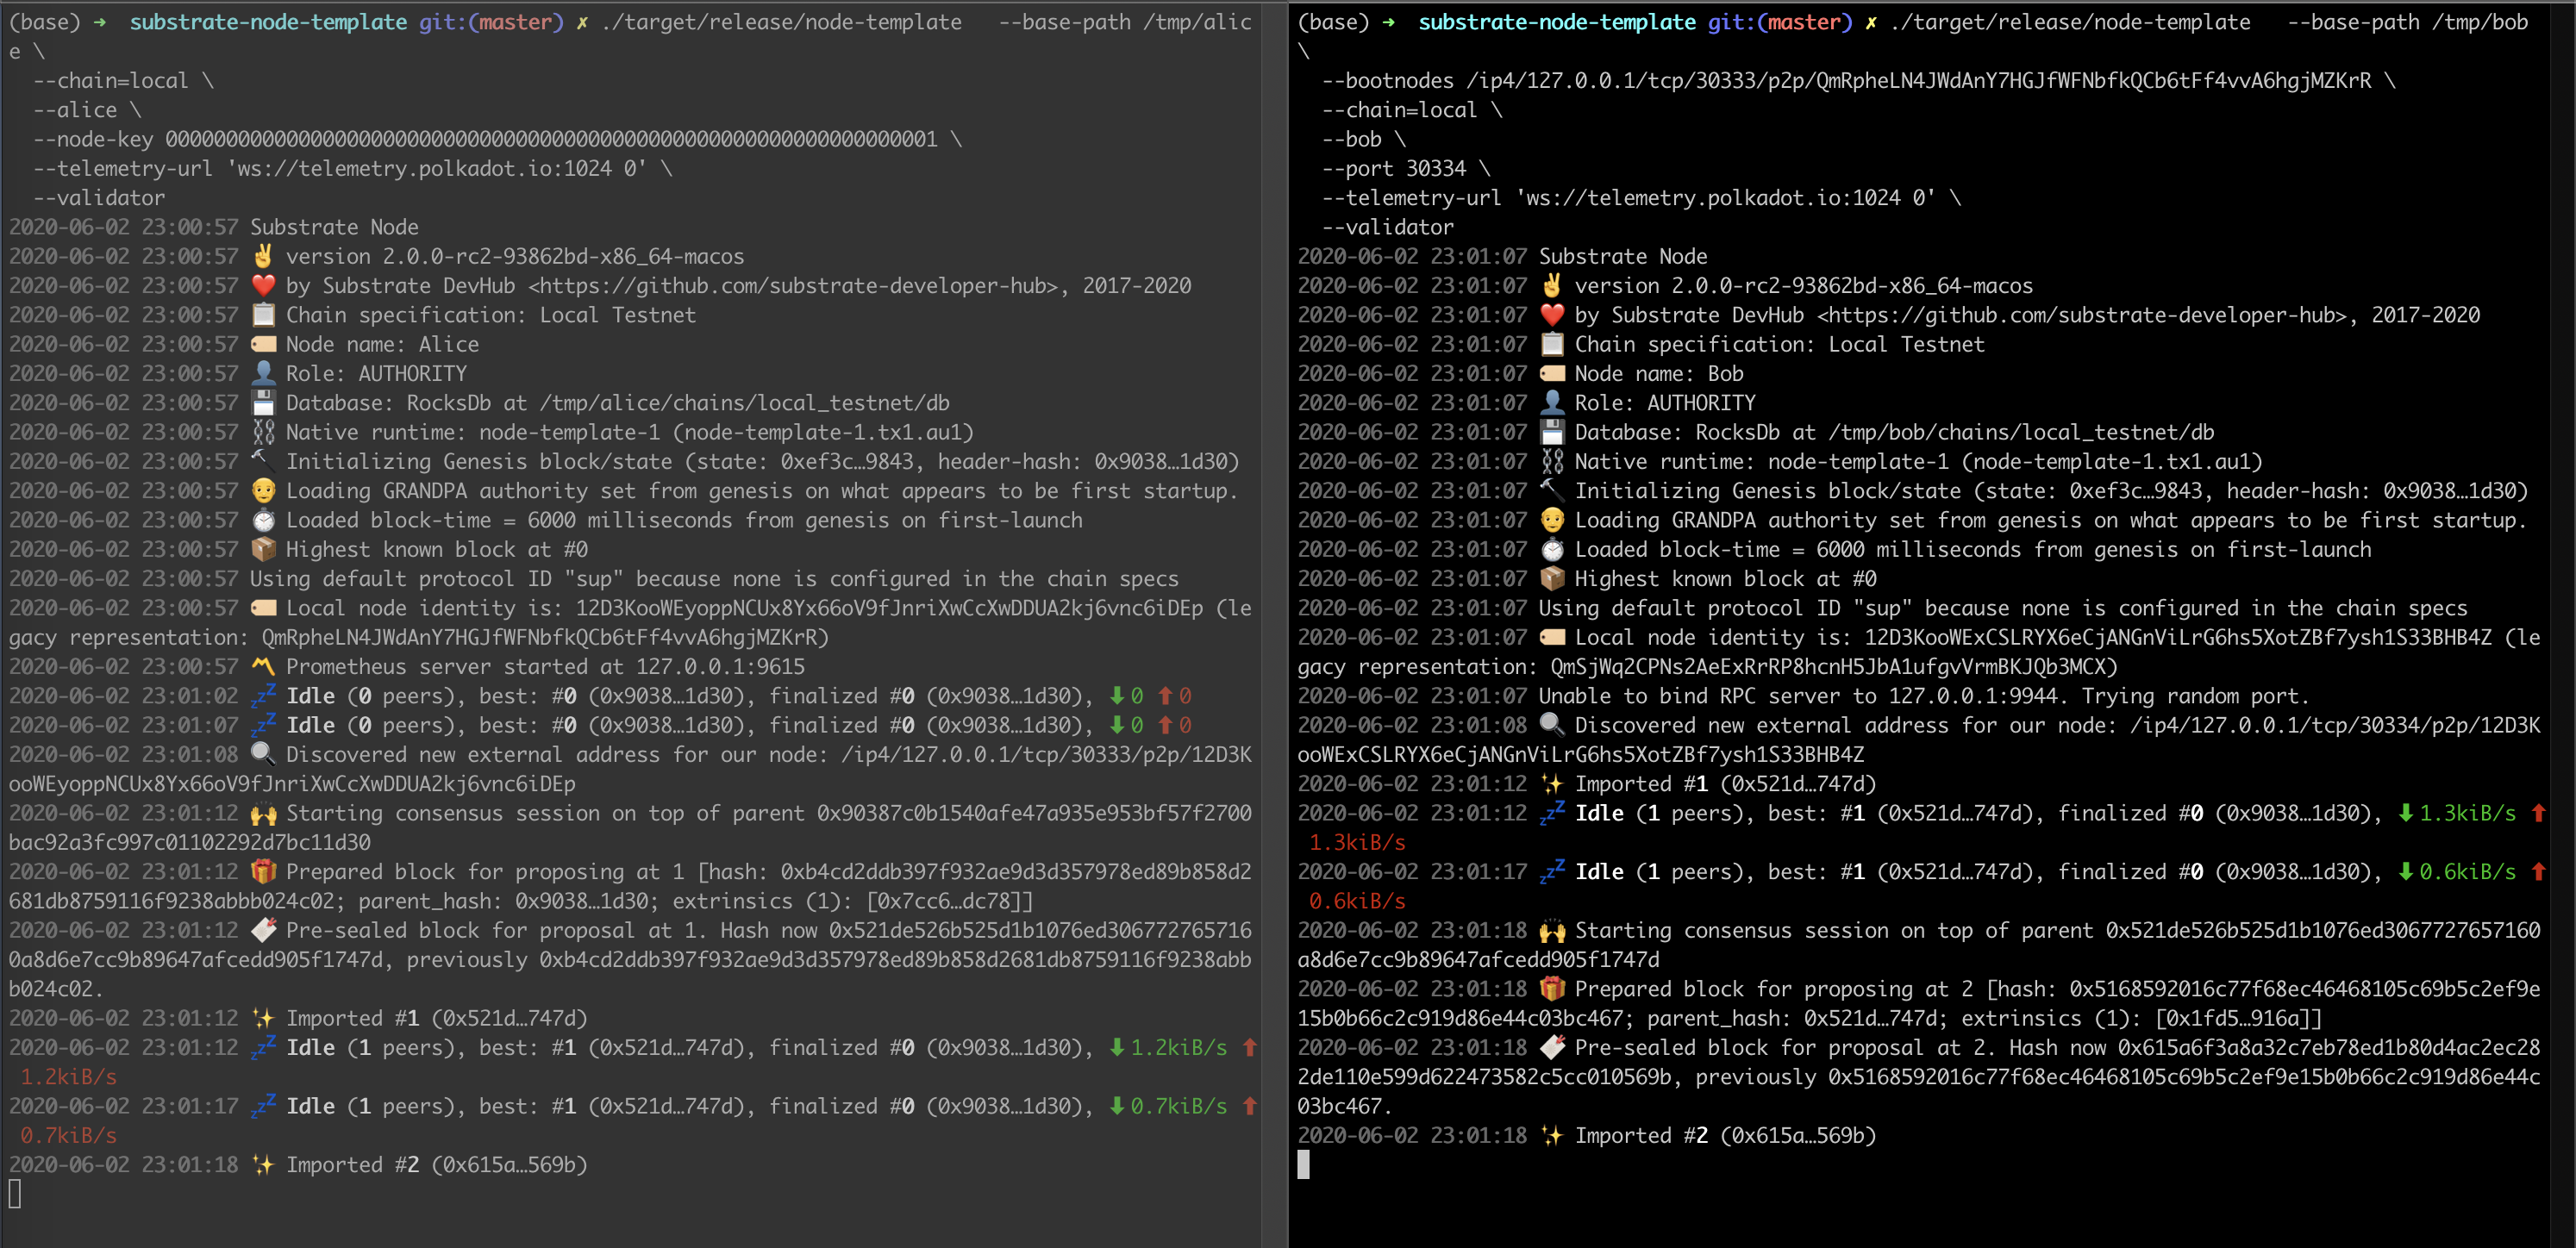 (base) → substrate-node-template git:(master) ✗ ./target/release/node-template --base-path /tmp/alic
e \
--chain=local \
--alice \
--node-key 0000000000000000000000000000000000000000000000000000000000000001 \
--telemetry-url 'ws://telemetry.polkadot.io:1024 0' \
--validator
2020-06-02 23:00:57 Substrate Node
2020-06-02 23:00:57 ✌️ version 2.0.0-rc2-93862bd-x86_64-macos
2020-06-02 23:00:57 ❤️ by Substrate DevHub <https://github.com/substrate-developer-hub>, 2017-2020
2020-06-02 23:00:57 📋 Chain specification: Local Testnet
2020-06-02 23:00:57 🏷 Node name: Alice
2020-06-02 23:00:57 👤 Role: AUTHORITY
2020-06-02 23:00:57 💾 Database: RocksDb at /tmp/alice/chains/local_testnet/db
2020-06-02 23:00:57 ⛓ Native runtime: node-template-1 (node-template-1.tx1.au1)
2020-06-02 23:00:57 🔨 Initializing Genesis block/state (state: 0xef3c…9843, header-hash: 0x9038…1d30)
2020-06-02 23:00:57 👴 Loading GRANDPA authority set from genesis on what appears to be first startup.
2020-06-02 23:00:57 ⏱ Loaded block-time = 6000 milliseconds from genesis on first-launch
2020-06-02 23:00:57 📦 Highest known block at #0
2020-06-02 23:00:57 Using default protocol ID "sup" because none is configured in the chain specs
2020-06-02 23:00:57 🏷 Local node identity is: 12D3KooWEyoppNCUx8Yx66oV9fJnriXwCcXwDDUA2kj6vnc6iDEp (le
gacy representation: QmRpheLN4JWdAnY7HGJfWFNbfkQCb6tFf4vvA6hgjMZKrR)
2020-06-02 23:00:57 〽️ Prometheus server started at 127.0.0.1:9615
2020-06-02 23:01:02 💤 Idle (0 peers), best: #0 (0x9038…1d30), finalized #0 (0x9038…1d30), ⬇ 0 ⬆ 0
2020-06-02 23:01:07 💤 Idle (0 peers), best: #0 (0x9038…1d30), finalized #0 (0x9038…1d30), ⬇ 0 ⬆ 0
2020-06-02 23:01:08 🔍 Discovered new external address for our node: /ip4/127.0.0.1/tcp/30333/p2p/12D3K
ooWEyoppNCUx8Yx66oV9fJnriXwCcXwDDUA2kj6vnc6iDEp
2020-06-02 23:01:12 🙌 Starting consensus session on top of parent 0x90387c0b1540afe47a935e953bf57f2700
bac92a3fc997c01102292d7bc11d30
2020-06-02 23:01:12 🎁 Prepared block for proposing at 1 [hash: 0xb4cd2ddb397f932ae9d3d357978ed89b858d2
681db8759116f9238abbb024c02; parent_hash: 0x9038…1d30; extrinsics (1): [0x7cc6…dc78]]
2020-06-02 23:01:12 🔖 Pre-sealed block for proposal at 1. Hash now 0x521de526b525d1b1076ed306772765716
0a8d6e7cc9b89647afcedd905f1747d, previously 0xb4cd2ddb397f932ae9d3d357978ed89b858d2681db8759116f9238abb
b024c02.
2020-06-02 23:01:12 ✨ Imported #1 (0x521d…747d)
2020-06-02 23:01:12 💤 Idle (1 peers), best: #1 (0x521d…747d), finalized #0 (0x9038…1d30), ⬇ 1.2kiB/s ⬆
1.2kiB/s
2020-06-02 23:01:17 💤 Idle (1 peers), best: #1 (0x521d…747d), finalized #0 (0x9038…1d30), ⬇ 0.7kiB/s ⬆
0.7kiB/s
2020-06-02 23:01:18 ✨ Imported #2 (0x615a…569b)
(base) → substrate-node-template git:(master) ✗ ./target/release/node-template --base-path /tmp/bob
\
--bootnodes /ip4/127.0.0.1/tcp/30333/p2p/QmRpheLN4JWdAnY7HGJfWFNbfkQCb6tFf4vvA6hgjMZKrR \
--chain=local \
--bob \
--port 30334 \
--telemetry-url 'ws://telemetry.polkadot.io:1024 0' \
--validator
2020-06-02 23:01:07 Substrate Node
2020-06-02 23:01:07 ✌️ version 2.0.0-rc2-93862bd-x86_64-macos
2020-06-02 23:01:07 ❤️ by Substrate DevHub <https://github.com/substrate-developer-hub>, 2017-2020
2020-06-02 23:01:07 📋 Chain specification: Local Testnet
2020-06-02 23:01:07 🏷 Node name: Bob
2020-06-02 23:01:07 👤 Role: AUTHORITY
2020-06-02 23:01:07 💾 Database: RocksDb at /tmp/bob/chains/local_testnet/db
2020-06-02 23:01:07 ⛓ Native runtime: node-template-1 (node-template-1.tx1.au1)
2020-06-02 23:01:07 🔨 Initializing Genesis block/state (state: 0xef3c…9843, header-hash: 0x9038…1d30)
2020-06-02 23:01:07 👴 Loading GRANDPA authority set from genesis on what appears to be first startup.
2020-06-02 23:01:07 ⏱ Loaded block-time = 6000 milliseconds from genesis on first-launch
2020-06-02 23:01:07 📦 Highest known block at #0
2020-06-02 23:01:07 Using default protocol ID "sup" because none is configured in the chain specs
2020-06-02 23:01:07 🏷 Local node identity is: 12D3KooWExCSLRYX6eCjANGnViLrG6hs5XotZBf7ysh1S33BHB4Z (le
gacy representation: QmSjWq2CPNs2AeExRrRP8hcnH5JbA1ufgvVrmBKJQb3MCX)
2020-06-02 23:01:07 Unable to bind RPC server to 127.0.0.1:9944. Trying random port.
2020-06-02 23:01:08 🔍 Discovered new external address for our node: /ip4/127.0.0.1/tcp/30334/p2p/12D3K
ooWExCSLRYX6eCjANGnViLrG6hs5XotZBf7ysh1S33BHB4Z
2020-06-02 23:01:12 ✨ Imported #1 (0x521d…747d)
2020-06-02 23:01:12 💤 Idle (1 peers), best: #1 (0x521d…747d), finalized #0 (0x9038…1d30), ⬇ 1.3kiB/s ⬆
1.3kiB/s
2020-06-02 23:01:17 💤 Idle (1 peers), best: #1 (0x521d…747d), finalized #0 (0x9038…1d30), ⬇ 0.6kiB/s ⬆
0.6kiB/s
2020-06-02 23:01:18 🙌 Starting consensus session on top of parent 0x521de526b525d1b1076ed3067727657160
a8d6e7cc9b89647afcedd905f1747d
2020-06-02 23:01:18 🎁 Prepared block for proposing at 2 [hash: 0x5168592016c77f68ec46468105c69b5c2ef9e
15b0b66c2c919d86e44c03bc467; parent_hash: 0x521d…747d; extrinsics (1): [0x1fd5…916a]]
2020-06-02 23:01:18 🔖 Pre-sealed block for proposal at 2. Hash now 0x615a6f3a8a32c7eb78ed1b80d4ac2ec28
2de110e599d622473582c5cc010569b, previously 0x5168592016c77f68ec46468105c69b5c2ef9e15b0b66c2c919d86e44c
03bc467.
2020-06-02 23:01:18 ✨ Imported #2 (0x615a…569b)